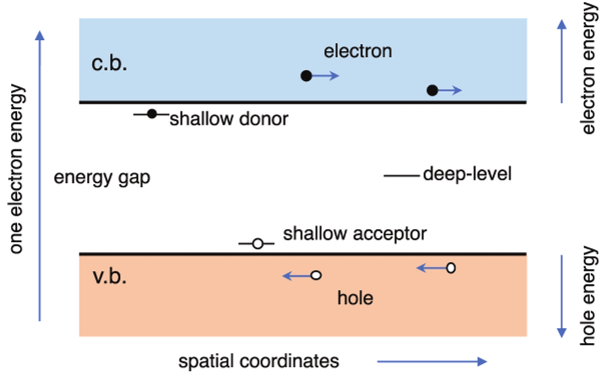 c.b.
electron
shallow donor
energy gap
deep-level
shallow acceptor
v.b.
hole
spatial coordinates
one electron energy
electron energy
hole energy